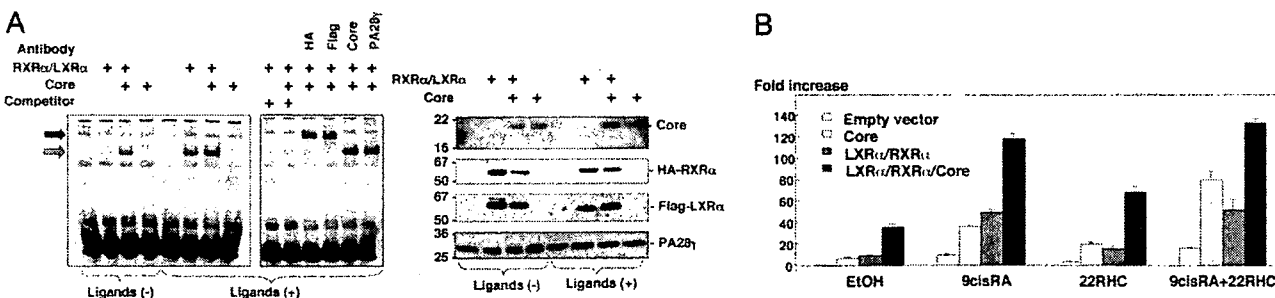 A
Antibody
HA
Flag
Core
PA28γ
RXRα/LXRα + + + + + + + + + +
Core + + + + + + + + +
Competitor + +
Ligands (-)
Ligands (+)
RXRα/LXRα + + + +
Core + + + +
22
15
Core
67
50
HA-RXRα
67
50
Flag-LXRα
36
25
PA28γ
Ligands (-)
Ligands (+)
B
Fold increase
140
120
100
80
60
40
20
0
Empty vector
Core
LXRα/RXRα
LXRα/RXRα/Core
EtOH
9cisRA
22RHC
9cisRA+22RHC